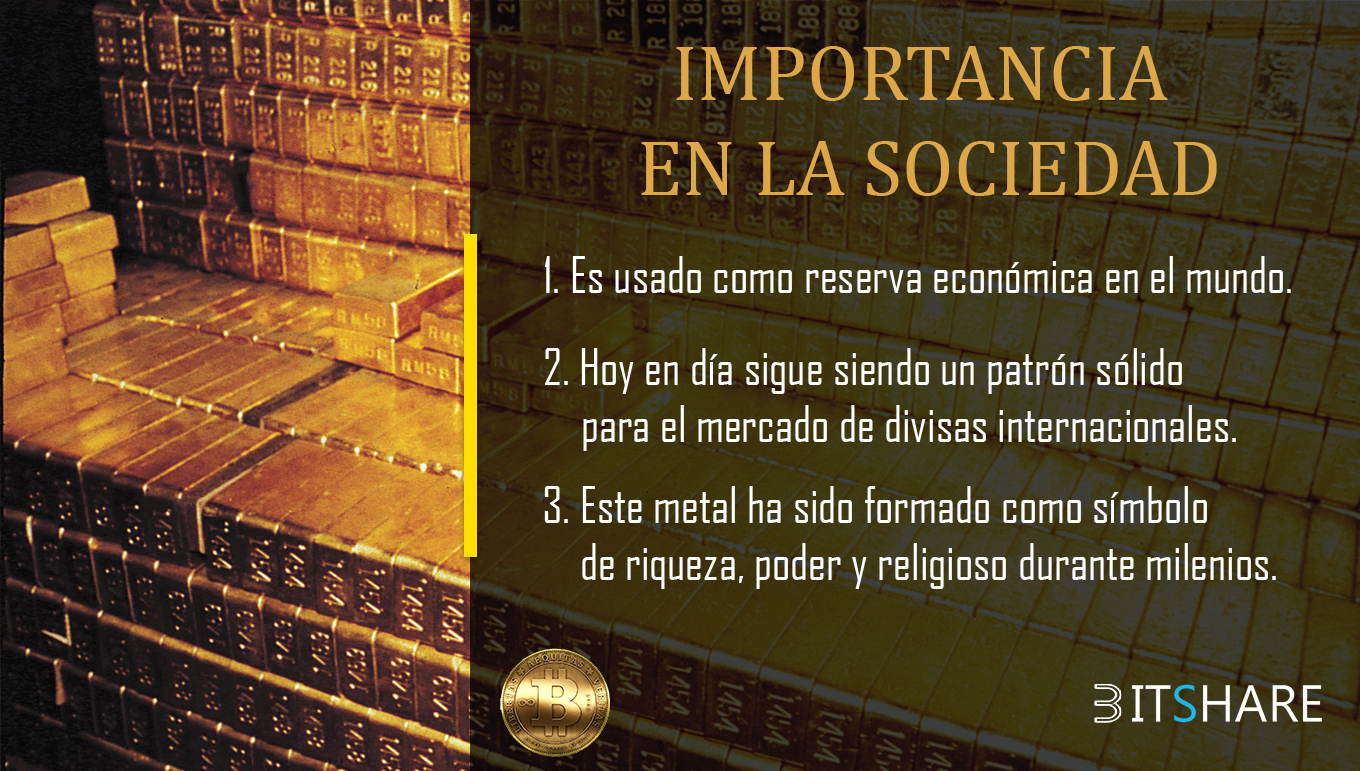 IMPORTANCIA
EN LA SOCIEDAD
1. Es usado como reserva económica en el mundo.
2. Hoy en día sigue siendo un patrón sólido
para el mercado de divisas internacionales.
3. Este metal ha sido formado como símbolo
de riqueza, poder y religioso durante milenios.
BITSHARE